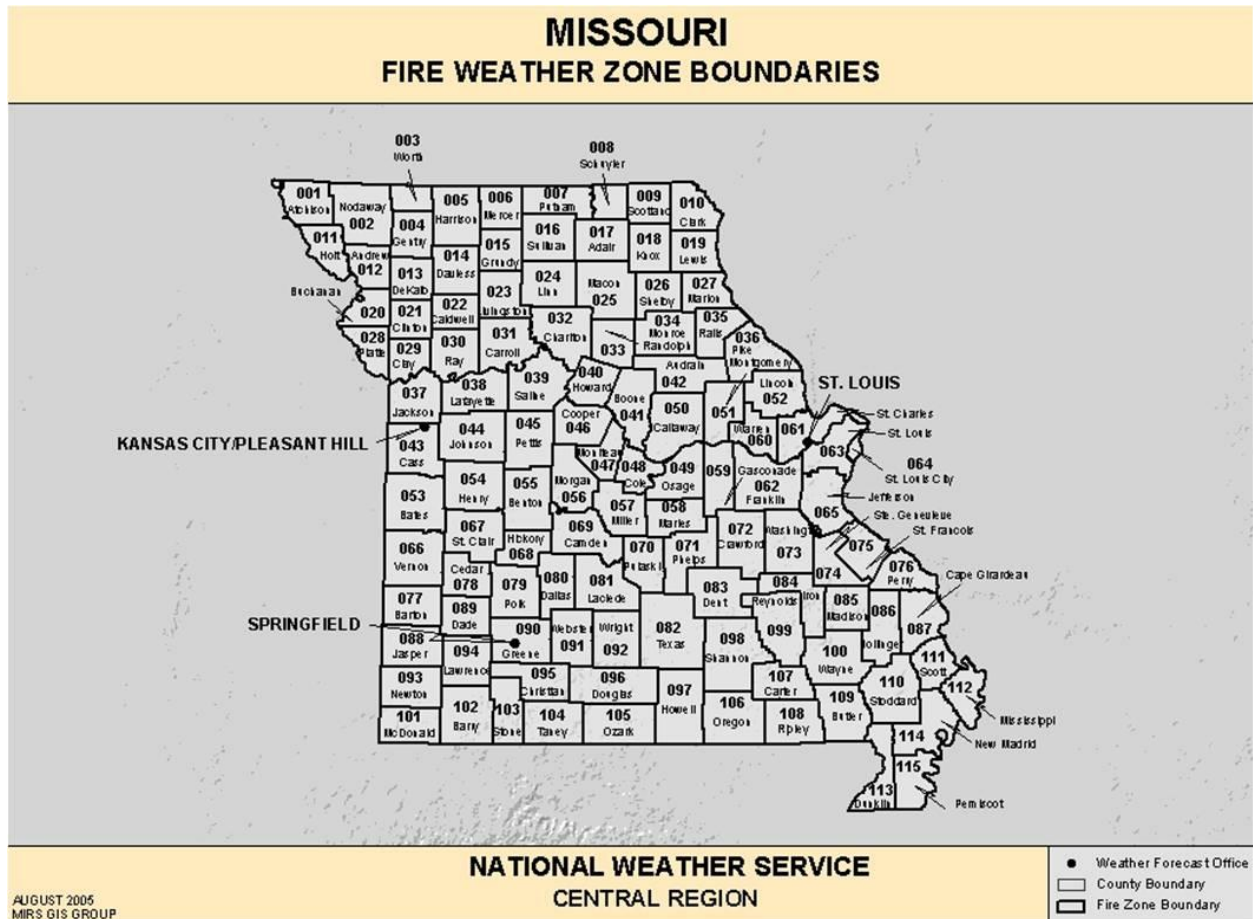 MISSOURI
FIRE WEATHER ZONE BOUNDARIES
003
Worth
008
Schuyler
001
Atchison
Nodaway
002
005
Harrison
006
Mercer
007
Putnam
009
Scotland
010
Clark
011
Holt
004
Gentry
015
Grundy
016
Sullivan
017
Adair
018
Knox
019
Lewis
Andrew
012
013
DeKalb
014
Daviess
024
Linn
Macon
025
026
Shelby
027
Marion
Buchanan
020
021
Clinton
022
Caldwell
023
Livingston
028
Platte
029
Clay
030
Ray
031
Carroll
032
Chariton
033
034
Monroe
Randolph
035
Ralls
036
Pike
Montgomery
037
Jackson
038
Lafayette
039
Saline
040
Howard
Boone
041
Audrain
042
Lincoln
052
ST. LOUIS
St. Charles
St. Louis
KANSAS CITY/PLEASANT HILL
043
Cass
044
Johnson
045
Pettis
Cooper
046
050
Callaway
051
Warren
060
061
063
064
St. Louis City
Moniteau
047
048
Cole
049
Osage
059
Gasconade
062
Franklin
053
Bates
054
Henry
055
Benton
Morgan
056
057
Miller
058
Maries
Jefferson
065
Ste. Genevieve
St. Francois
066
Vernon
067
St. Clair
Hickory
068
069
Camden
070
Pulaski
071
Phelps
072
Crawford
Washington
073
074
075
076
Perry
Cape Girardeau
077
Barton
Cedar
078
079
Polk
080
Dallas
081
Laclede
083
Dent
084
Reynolds
Iron
085
Madison
086
Bollinger
087
SPRINGFIELD
088
Jasper
089
Dade
090
Greene
Webster
091
Wright
092
082
Texas
098
Shannon
099
100
Wayne
093
Newton
094
Lawrence
095
Christian
096
Douglas
097
Howell
107
Carter
110
Stoddard
111
Scott
112
Mississippi
101
McDonald
102
Barry
103
Stone
104
Taney
105
Ozark
106
Oregon
108
Ripley
109
Butler
114
New Madrid
115
Pemiscot
113
Dunklin
NATIONAL WEATHER SERVICE
CENTRAL REGION
AUGUST 2005
MIRS GIS GROUP
Weather Forecast Office
County Boundary
Fire Zone Boundary